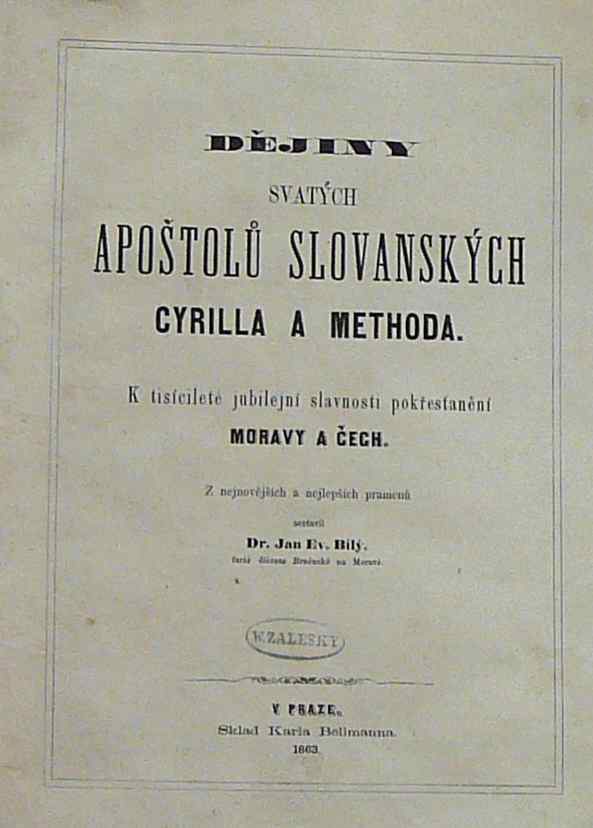 DĚJINY
SVATÝCH
APOŠTOLŮ SLOVANSKÝCH
CYRILLA A METHODA.
K tisícileté jubilejní slavnosti pokřestanění
MORAVY A ČECH.
Z nejnovějších a nejlepších pramenů
sestavil
Dr. Jan Ev. Bílý,
farář diécese Brněnské na Moravě.
W.ZALESKY
V PRAZE,
Sklad Karla Bellmanna.
1863.